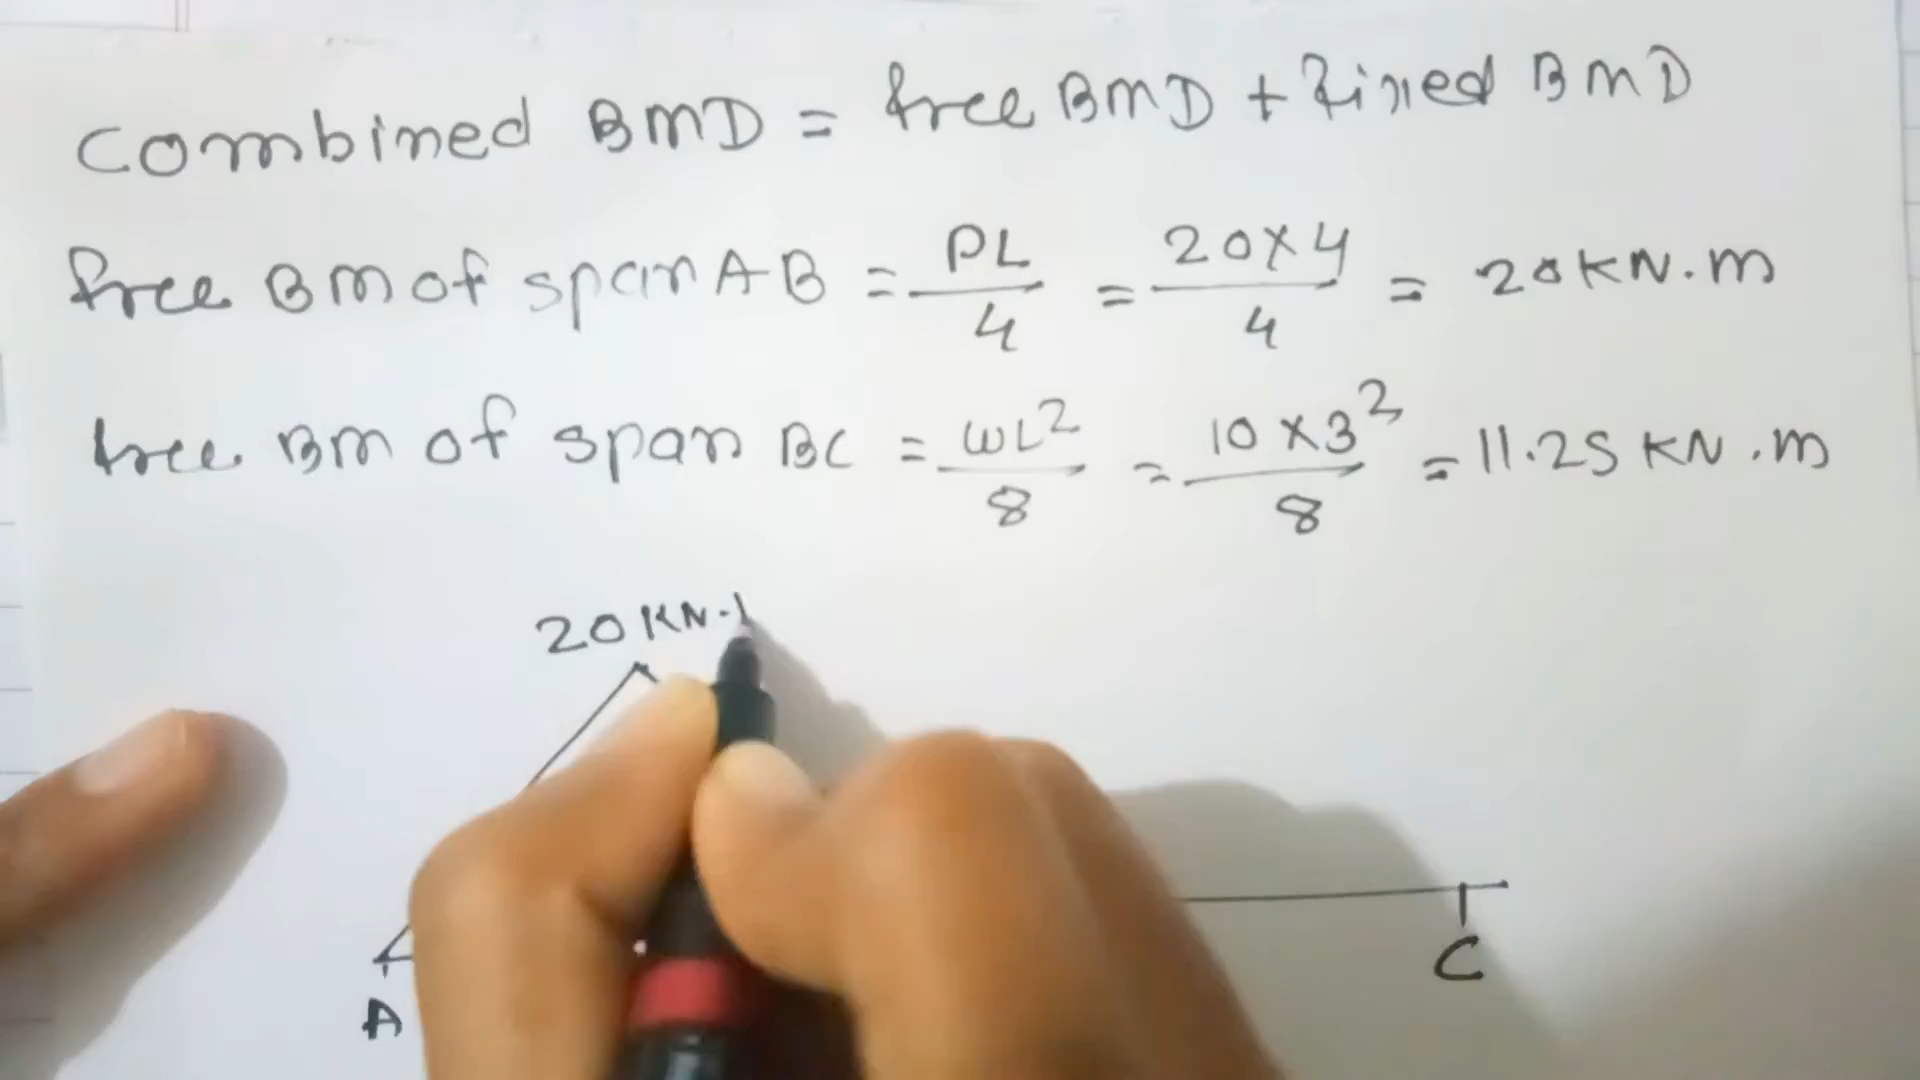 Combined BMD = free BMD + fixed BMD
free BM of span AB = PL/4 = 20×4/4 = 20 KN.m
free BM of span BC = WL²/8 = 10×3²/8 = 11.25 KN.m
20 KN.
C
A